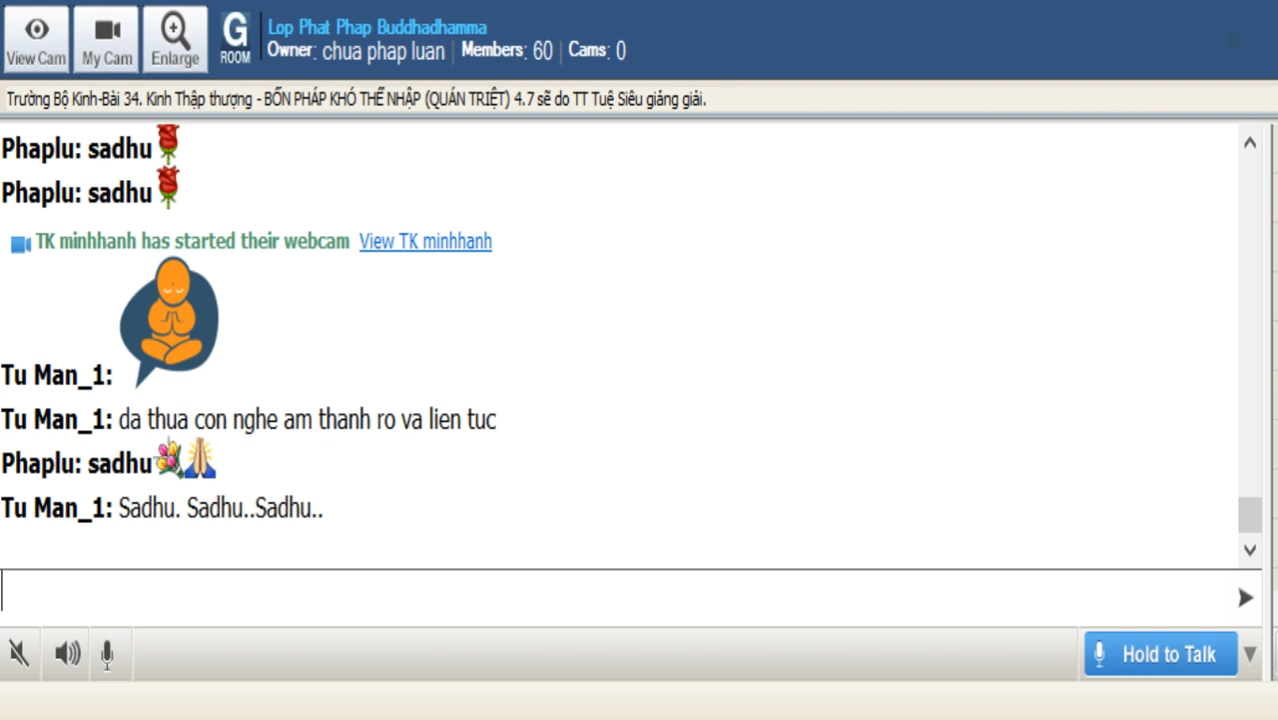 View Cam
My Cam
Enlarge
G
ROOM
Lop Phat Phap Buddhadhamma
Owner: chua phap luan | Members: 60 | Cams: 0
Trường Bộ Kinh-Bài 34. Kinh Thập thượng - BỐN PHÁP KHÓ THỂ NHẬP (QUÁN TRIỆT) 4.7 sẽ do TT Tuệ Siêu giảng giải.
Phaplu: sadhu
Phaplu: sadhu
TK minhhanh has started their webcam View TK minhhanh
Tu Man_1:
Tu Man_1: da thua con nghe am thanh ro va lien tuc
Phaplu: sadhu
Tu Man_1: Sadhu. Sadhu..Sadhu..
Hold to Talk